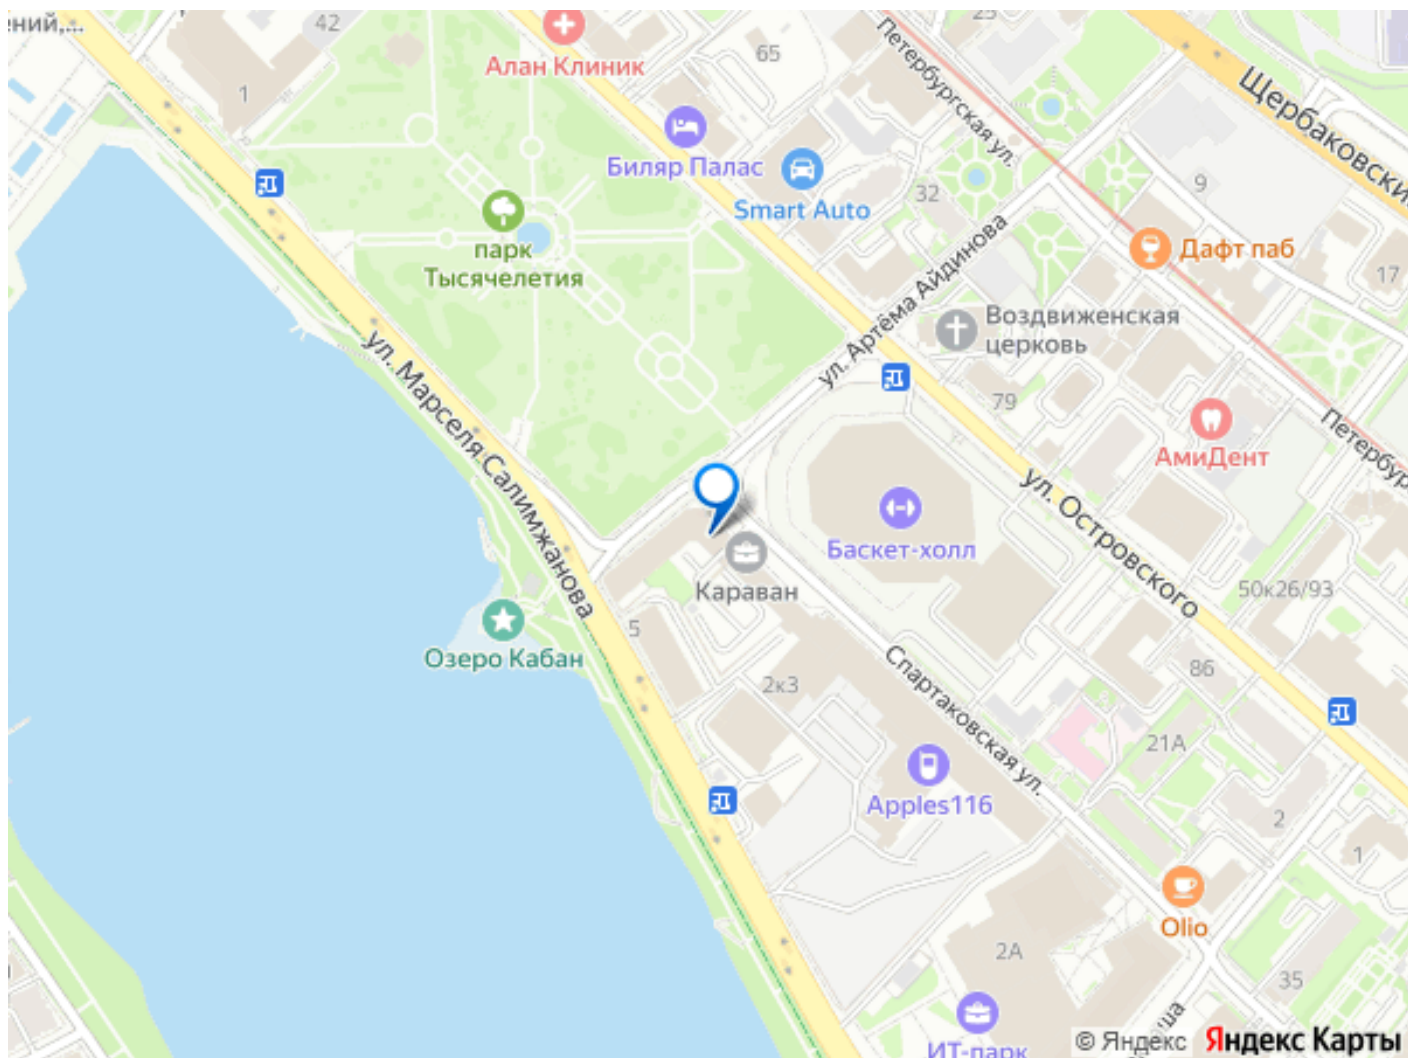 ний,...
42
25
65
Алан Клиник
1
Петербургская ул.
Щербаковский
Биляр Палас
Smart Auto
32
9
парк
Тысячелетия
Дафт паб
17
ул. Артёма Айдинова
Воздвиженская
церковь
ул. Марселя Салимжанова
79
АмиДент
Петербур
ул. Островского
Баскет-холл
Караван
50к26/93
5
Озеро Кабан
2к3
Спартаковская ул.
86
21А
Apples116
2
1
Olio
2А
35
ИТ-парк
© Яндекс Яндекс Карты